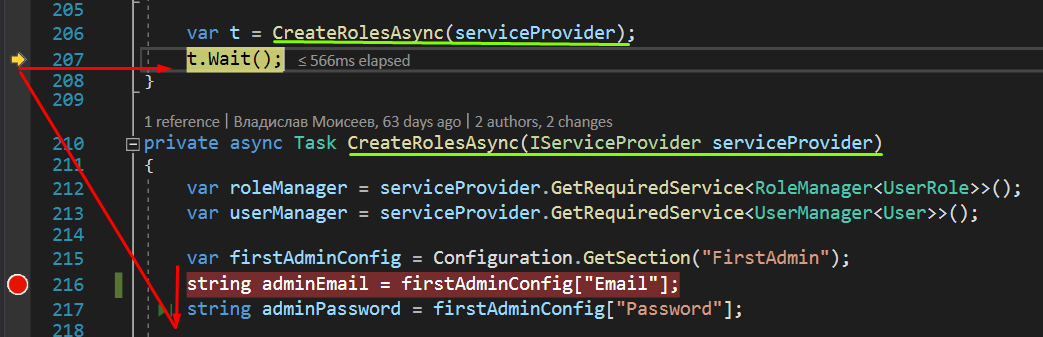 205
206 var t = CreateRolesAsync(serviceProvider);
207 t.Wait(); ≤ 566ms elapsed
208 }
209
1 reference | Владислав Моисеев, 63 days ago | 2 authors, 2 changes
210 private async Task CreateRolesAsync(IServiceProvider serviceProvider)
211 {
212 var roleManager = serviceProvider.GetRequiredService<RoleManager<UserRole>>();
213 var userManager = serviceProvider.GetRequiredService<UserManager<User>>();
214
215 var firstAdminConfig = Configuration.GetSection("FirstAdmin");
216 string adminEmail = firstAdminConfig["Email"];
217 string adminPassword = firstAdminConfig["Password"];
218